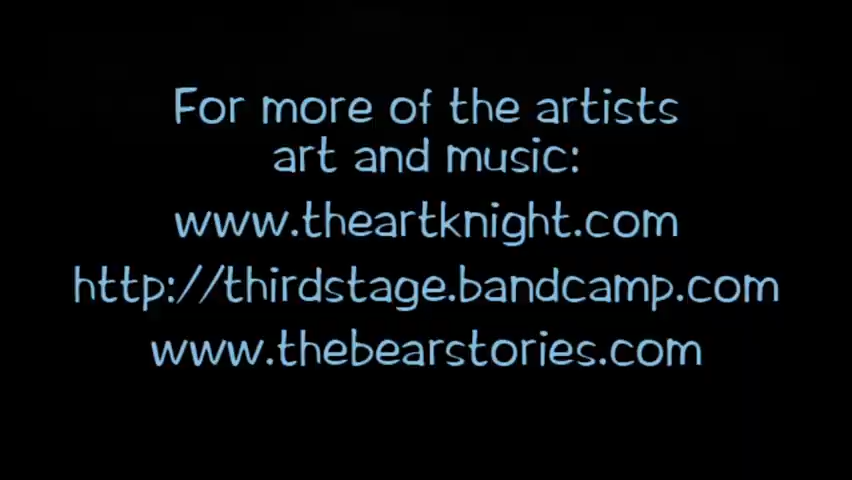 For more of the artists
art and music:
www.theartknight.com
http://thirdstage.bandcamp.com
www.thebearstories.com